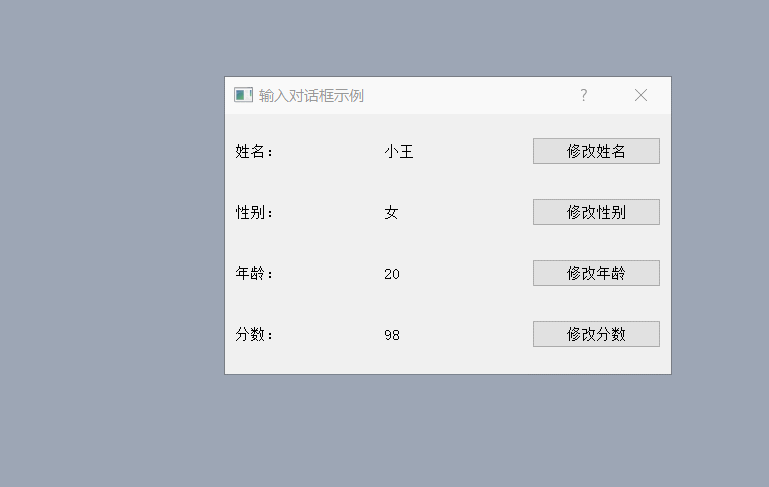 输入对话框示例 ?
姓名： 小王 修改姓名
性别： 女 修改性别
年龄： 20 修改年龄
分数： 98 修改分数